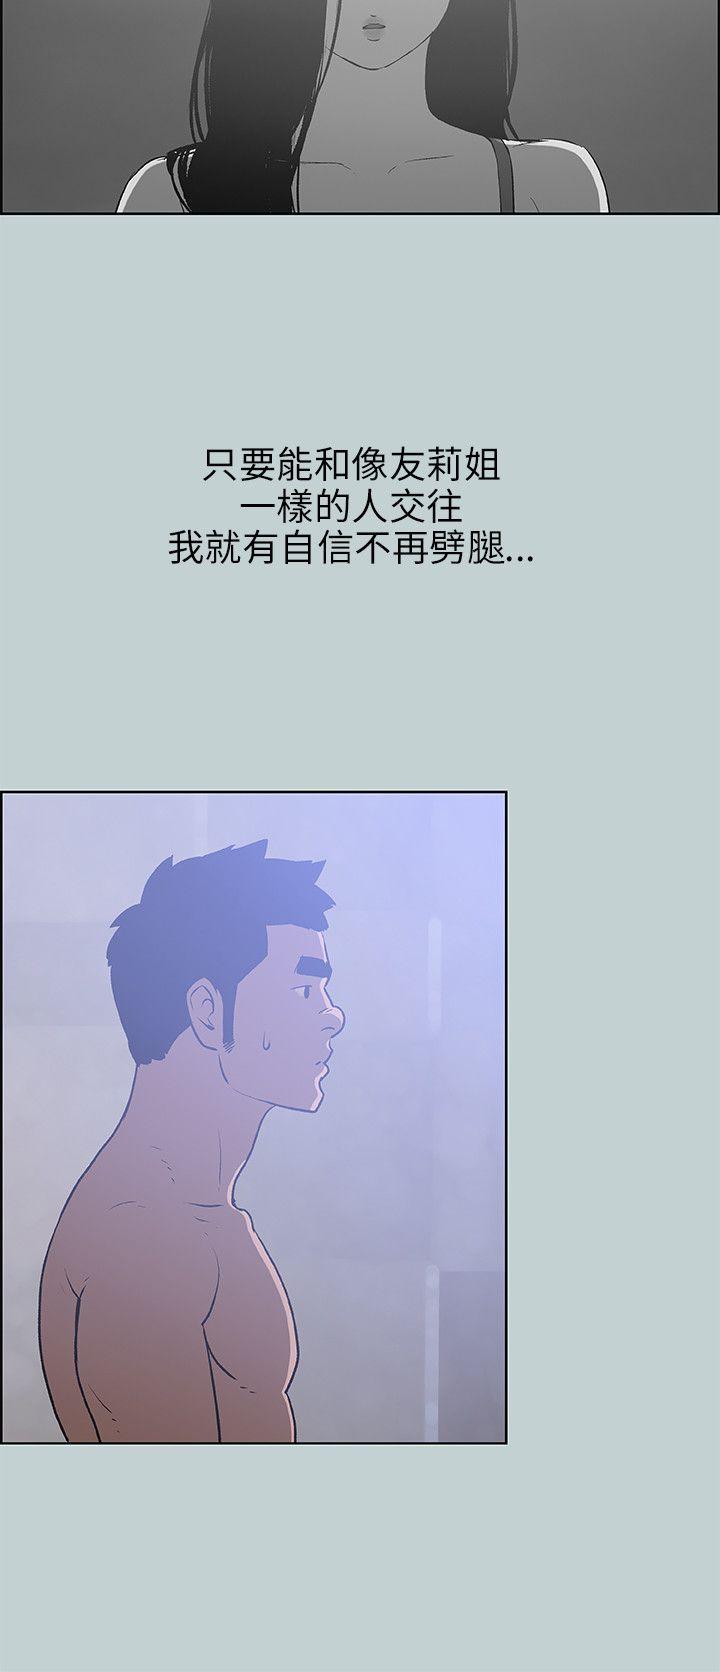 只要能和像友莉姐
一樣的人交往
我就有自信不再劈腿…